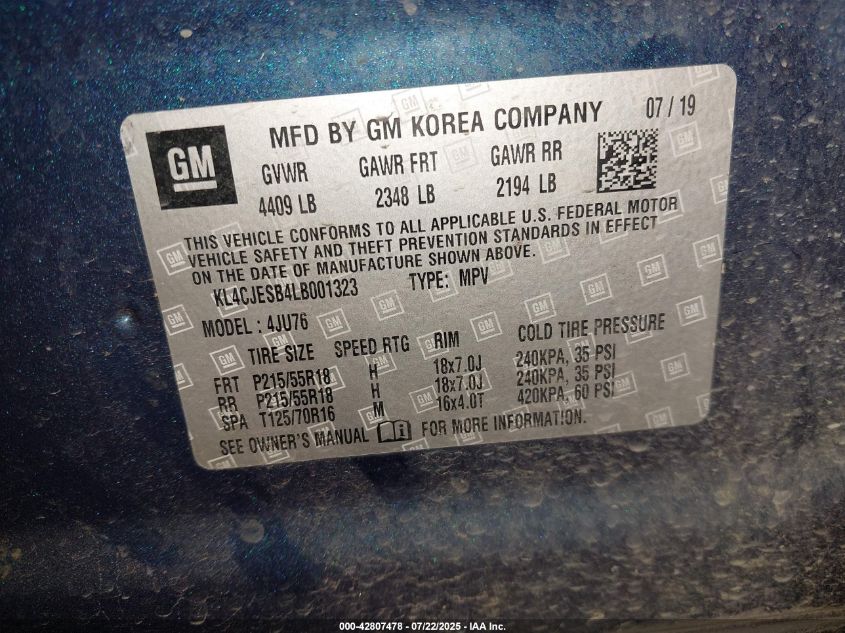 GM
MFD BY GM KOREA COMPANY 07 / 19
GVWR GAWR FRT GAWR RR
4409 LB 2348 LB 2194 LB
THIS VEHICLE CONFORMS TO ALL APPLICABLE U.S. FEDERAL MOTOR
VEHICLE SAFETY AND THEFT PREVENTION STANDARDS IN EFFECT
ON THE DATE OF MANUFACTURE SHOWN ABOVE.
KL4CJESB4LB001323 TYPE: MPV
MODEL : 4JU76
TIRE SIZE SPEED RTG RIM COLD TIRE PRESSURE
FRT P215/55R18 H 18x7.0J 240KPA, 35 PSI
RR P215/55R18 H 18x7.0J 240KPA, 35 PSI
SPA T125/70R16 M 16x4.0T 420KPA, 60 PSI
SEE OWNER'S MANUAL FOR MORE INFORMATION.
000-42807478 - 07/22/2025 - IAA Inc.